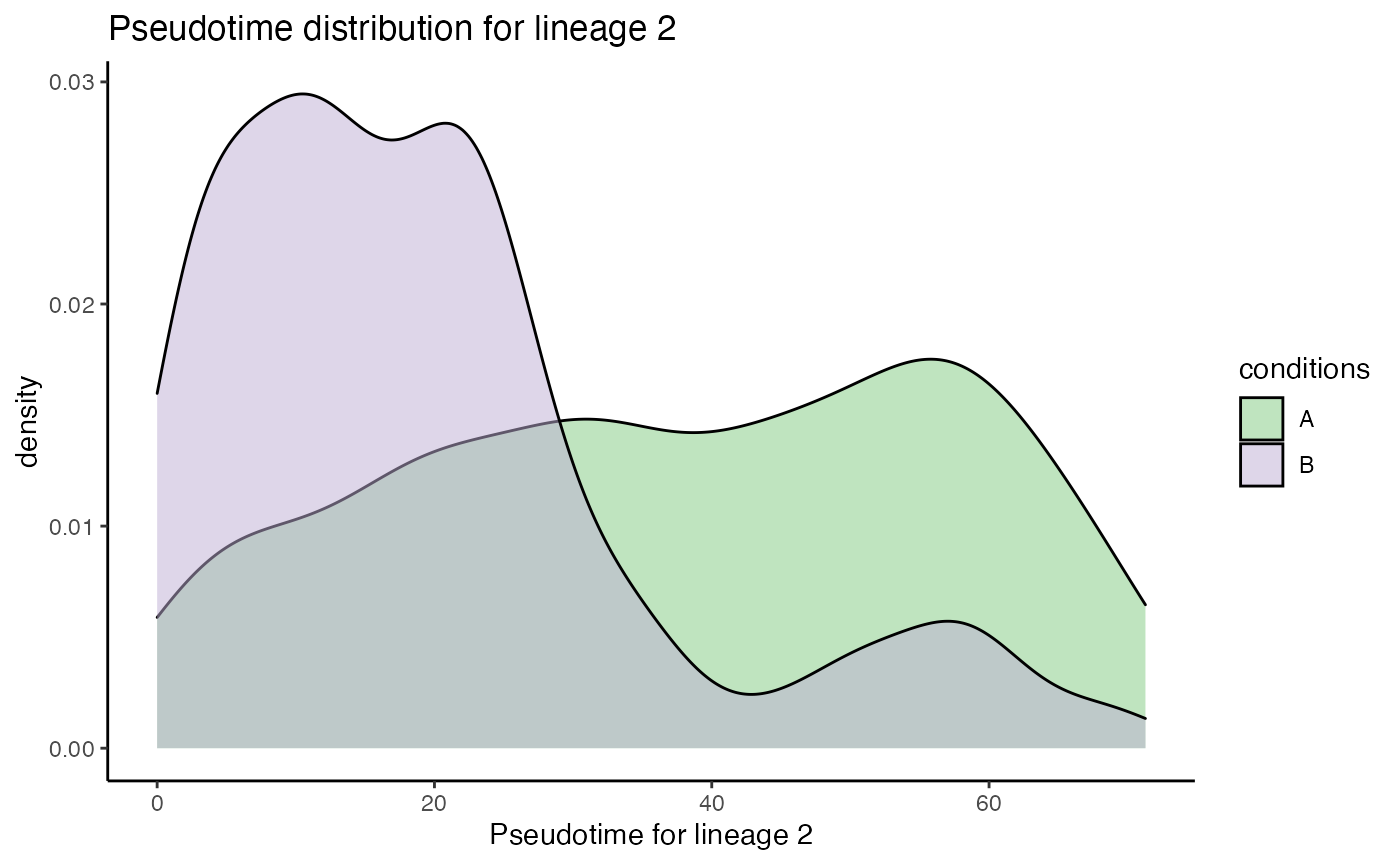 Pseudotime distribution for lineage 2
0.03
0.02
0.01
0.00
density
0 20 40 60
Pseudotime for lineage 2
conditions
A
B